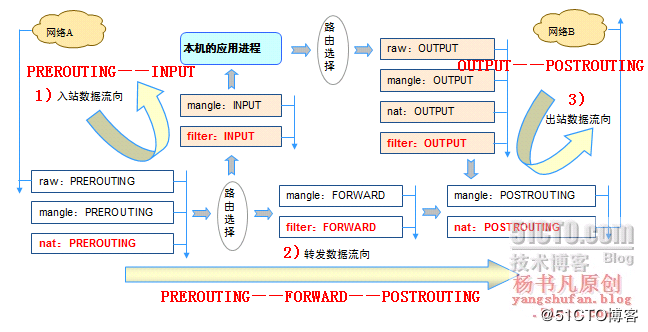 网络A
网络B
本机的应用进程
路由选择
raw：OUTPUT
PREROUTING——INPUT
OUTPUT——POSTROUTING
mangle：OUTPUT
1）入站数据流向
mangle：INPUT
nat：OUTPUT
3）
出站数据流向
filter：INPUT
filter：OUTPUT
raw：PREROUTING
路由选择
mangle：PREROUTING
mangle：FORWARD
mangle：POSTROUTING
nat：PREROUTING
filter：FORWARD
nat：POSTROUTING
2）转发数据流向
51CTO.com
技术博客 Blog
PREROUTING——FORWARD——POSTROUTING
杨书凡原创
yangshufan.blog
.51CTO.com
@51CTO博客